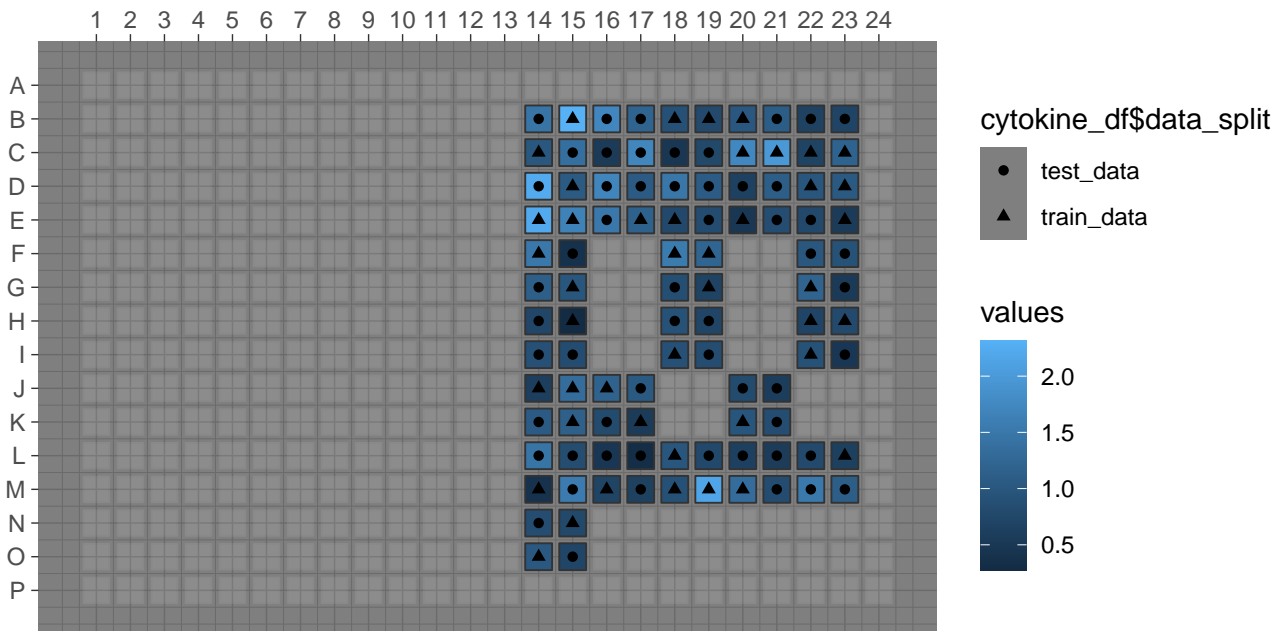 1 2 3 4 5 6 7 8 9 10 11 12 13 14 15 16 17 18 19 20 21 22 23 24
A
B
C
D
E
F
G
H
I
J
K
L
M
N
O
P
cytokine_df$data_split
test_data
train_data
values
2.0
1.5
1.0
0.5